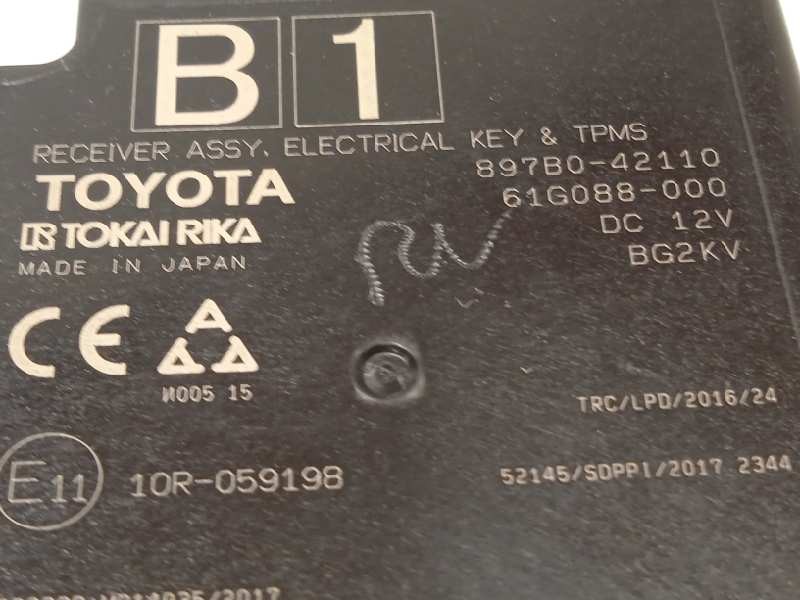 B 1
RECEIVER ASSY, ELECTRICAL KEY & TPMS
TOYOTA
897B0-42110
61G088-000
TOKAI RIKA
DC 12V
MADE IN JAPAN
BG2KV
CE
A
И005 15
TRC/LPD/2016/24
E11
10R-059198
52145/SDPPI/2017 2344